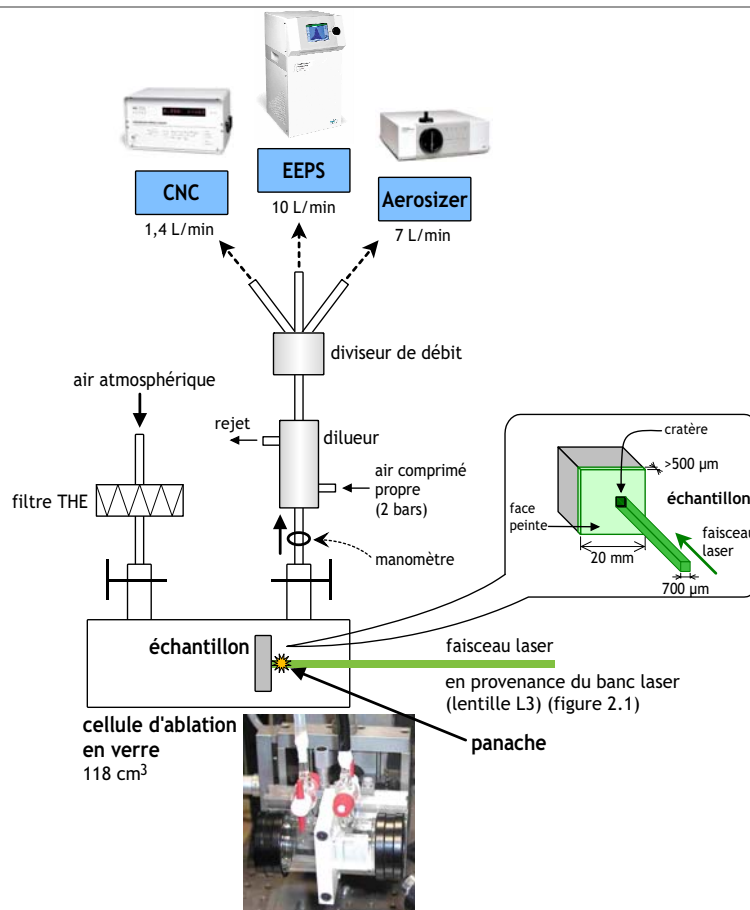 EEPS
10 L/min
CNC
1,4 L/min
Aerosizer
7 L/min
diviseur de débit
air atmosphérique
rejet
dilueur
air comprimé
propre
(2 bars)
filtre THE
manomètre
cratère
>500 µm
échantillon
face
peinte
faisceau
laser
20 mm
700 µm
échantillon
faisceau laser
en provenance du banc laser
(lentille L3) (figure 2.1)
cellule d'ablation
en verre
118 cm³
panache